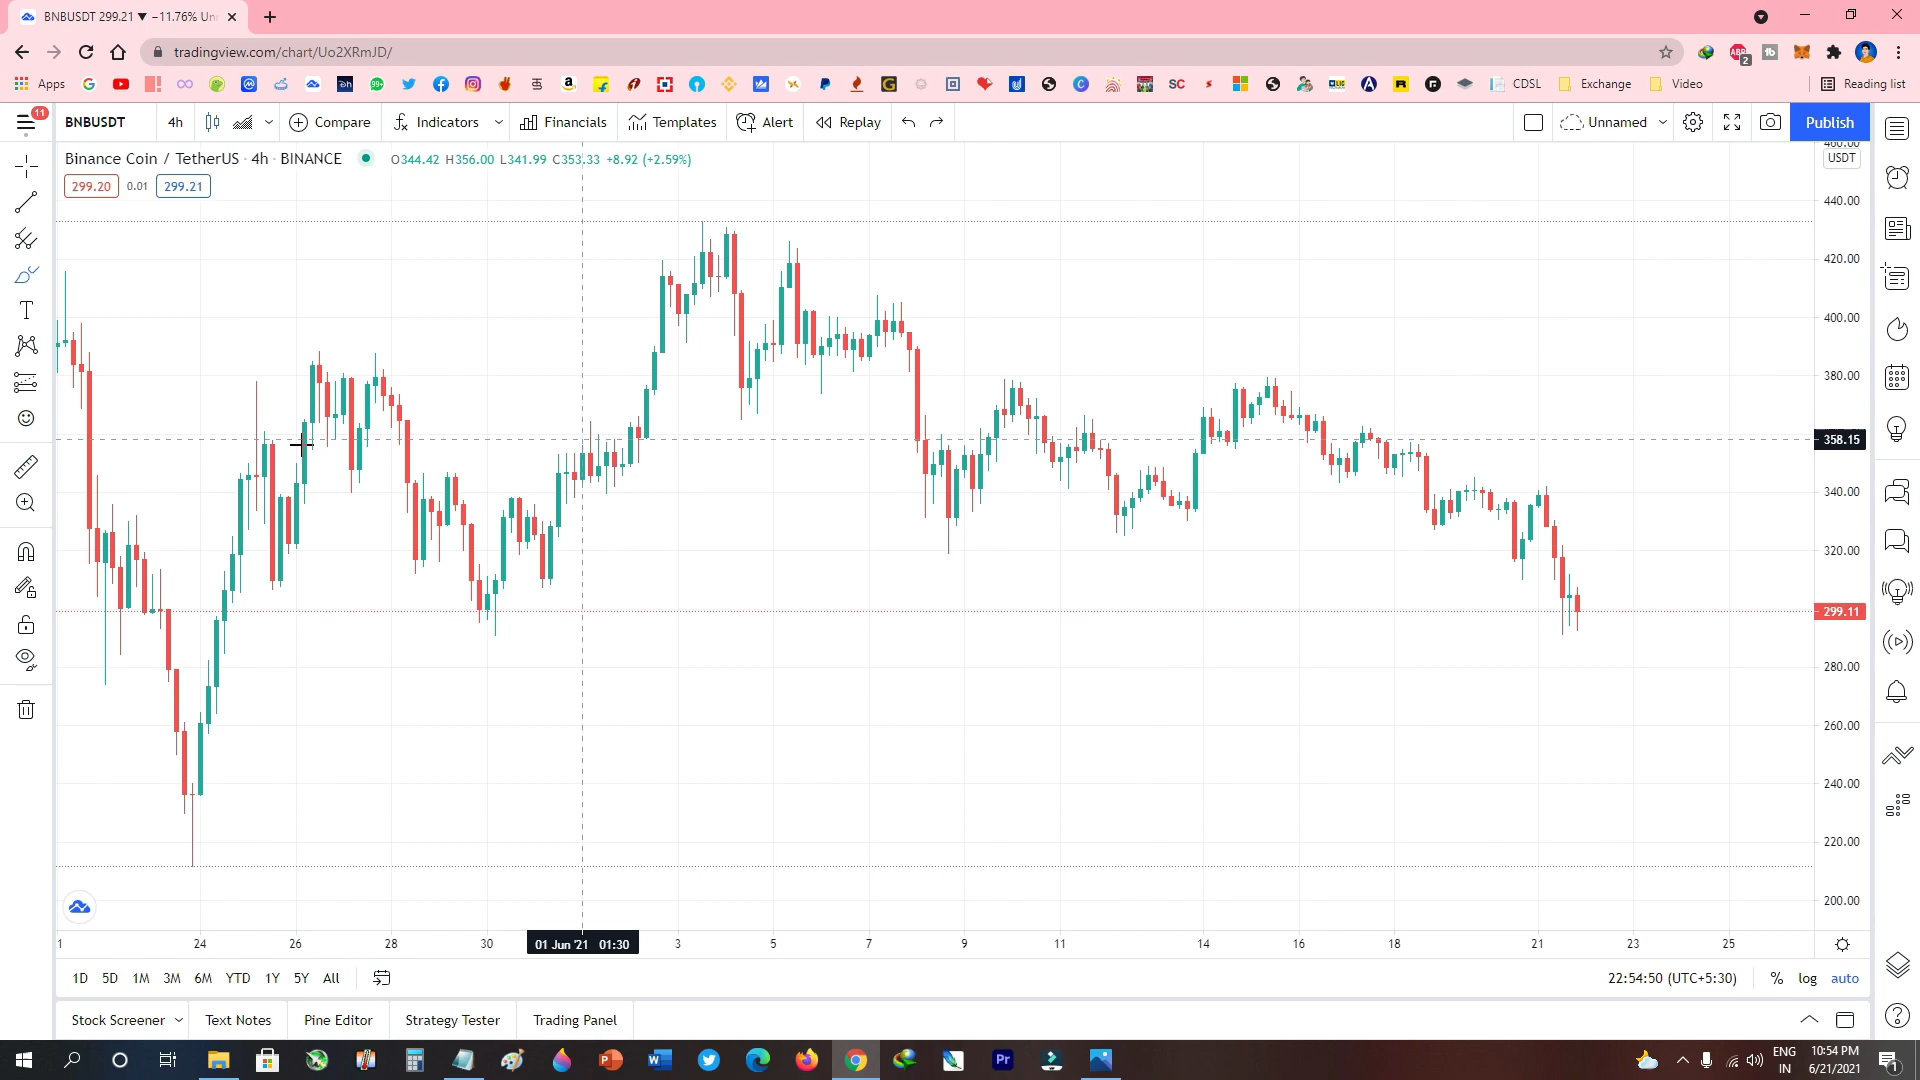 BNBUSDT 299.21 ▼ −11.76% Un
tradingview.com/chart/Uo2XRmJD/
Apps
SC
CDSL
Exchange
Video
Reading list
11
BNBUSDT
4h
Compare
Indicators
Financials
Templates
Alert
Replay
Unnamed
Publish
Binance Coin / TetherUS · 4h · BINANCE
O344.42 H356.00 L341.99 C353.33 +8.92 (+2.59%)
299.20
0.01
299.21
460.00
USDT
440.00
420.00
400.00
380.00
358.15
340.00
320.00
299.11
280.00
260.00
240.00
220.00
200.00
1
24
26
28
30
01 Jun '21 01:30
3
5
7
9
11
14
16
18
21
23
25
1D 5D 1M 3M 6M YTD 1Y 5Y All
22:54:50 (UTC+5:30)
%
log
auto
Stock Screener
Text Notes
Pine Editor
Strategy Tester
Trading Panel
ENG
IN
10:54 PM
6/21/2021